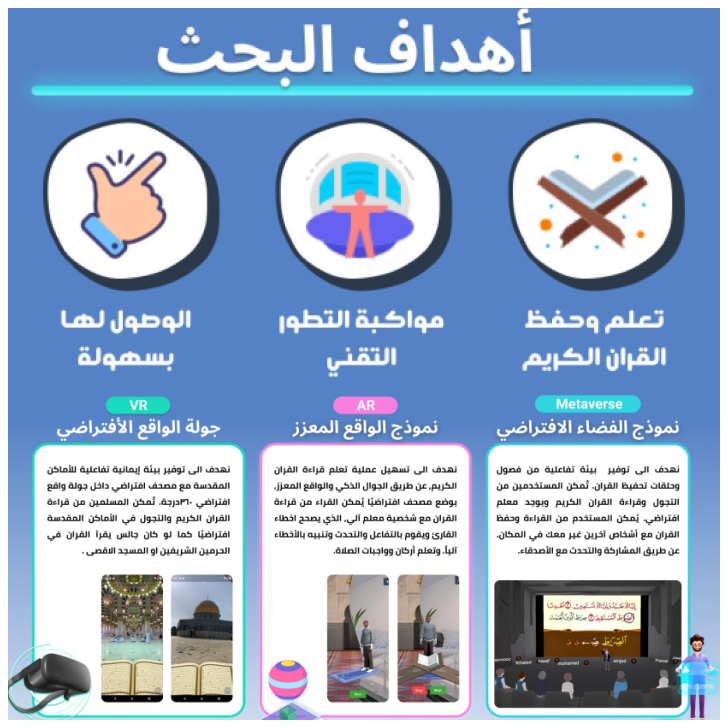 أهداف البحث
تعلم وحفظ
القران الكريم
مواكبة التطور
التقني
الوصول لها
بسهولة
Metaverse
نموذج الفضاء الافتراضي
نهدف الى توفير بيئة تفاعلية من فصول
وحلقات تحفيظ القران. تُمكن المستخدمين من
التجول وقراءة القران الكريم وبوجد معلم
افتراضي. يُمكن المستخدم من القراءة وحفظ
القران مع أشخاص آخرين غير معك في المكان.
عن طريق المشاركة والتحدث مع الأصدقاء.
AR
نموذج الواقع المعزز
نهدف الى تسهيل عملية تعلم قراءة القران
الكريم، عن طريق الجوال الذكي والواقع المعزز،
بوضع مصحف افتراضيًا يُمكن القراء من قراءة
القران مع شخصية معلم آلي، الذي يصحح اخطاء
القارئ ويقوم بالتفاعل والتحدث وتنبيه بالأخطاء
آلياً. وتعلم أركان وواجبات الصلاة.
VR
جولة الواقع الأفتراضي
نهدف الى توفير بيئة إيمانية تفاعلية للأماكن
المقدسة مع مصحف افتراضي داخل جولة واقع
افتراضي ٣٦٠درجة. تُمكن المسلمين من قراءة
القران الكريم والتجول في الأماكن المقدسة
افتراضيًا كما لو كان جالس يقرأ القران في
الحرمين الشريفين او المسجد الاقصى .
Khaled
mohamed
amjed